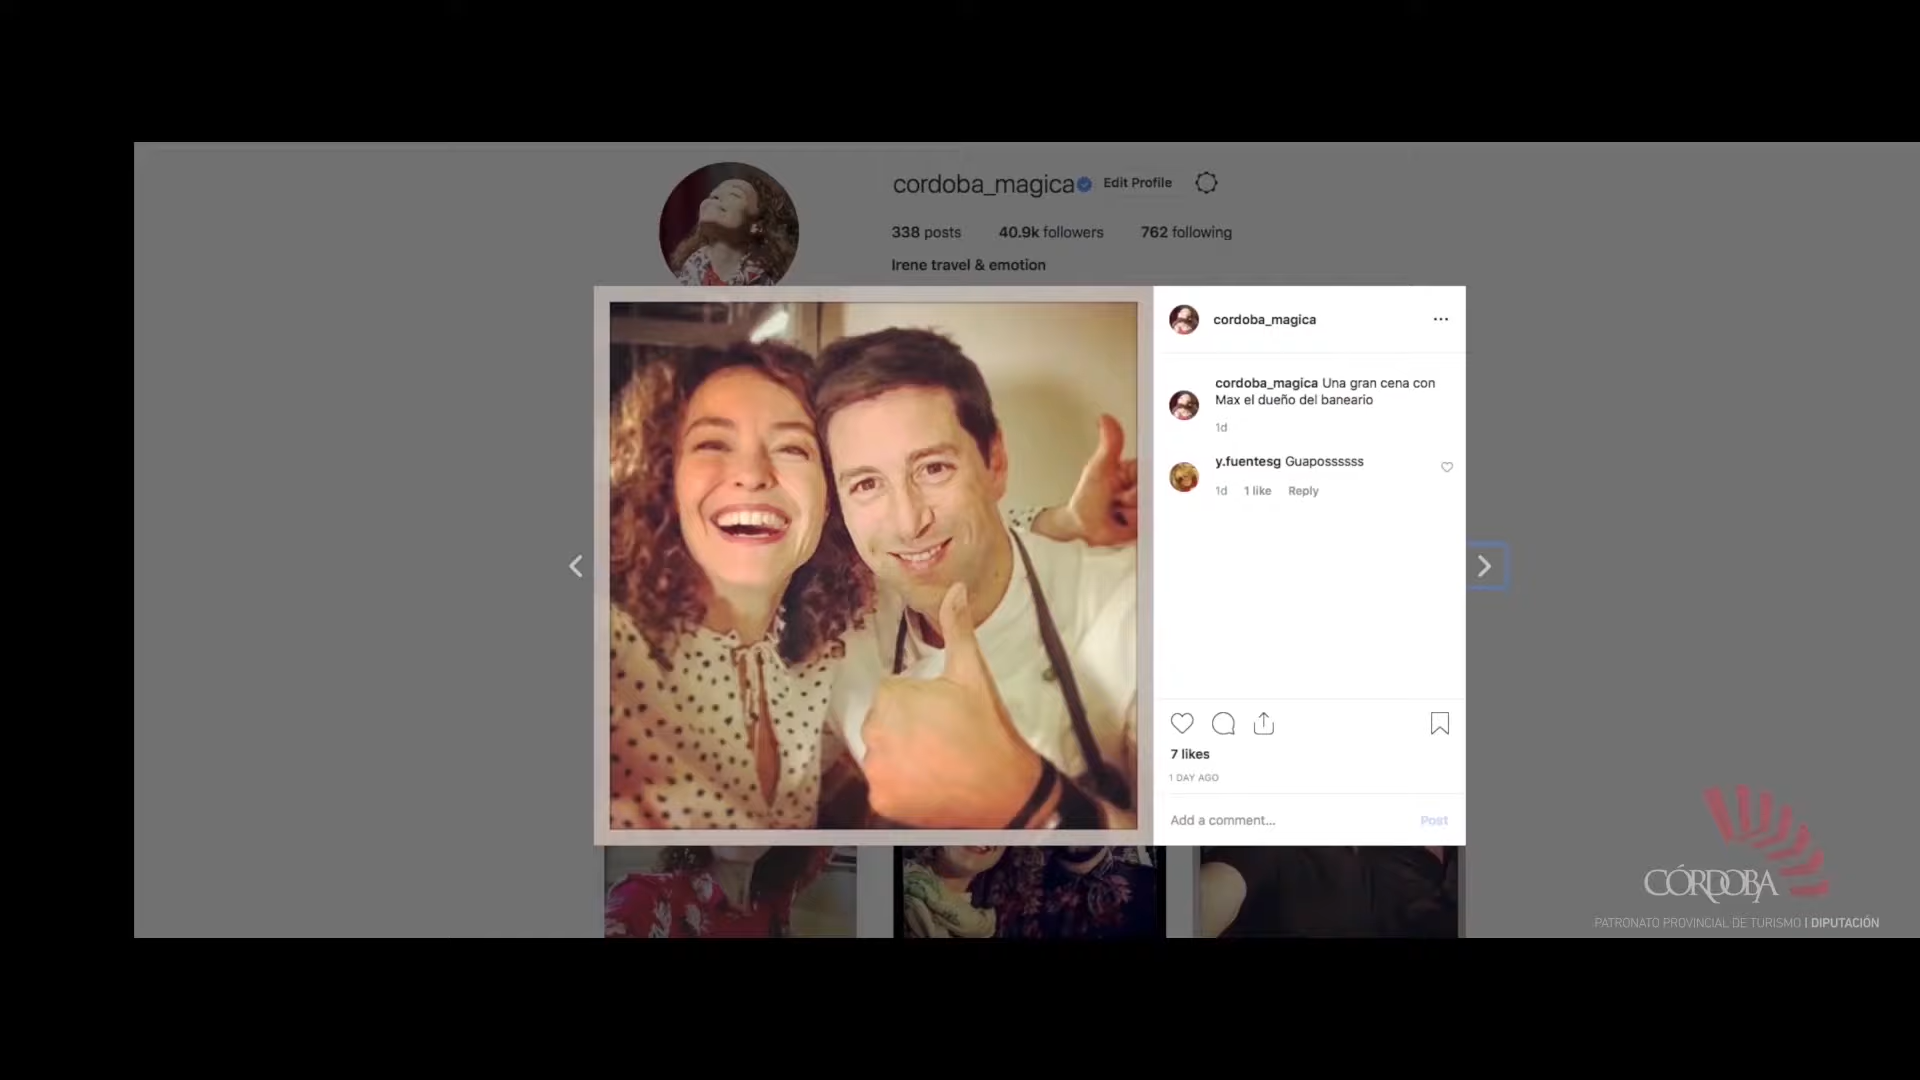 cordoba_magica Edit Profile
338 posts 40.9k followers 762 following
Irene travel & emotion
cordoba_magica
cordoba_magica Una gran cena con
Max el dueño del baneario
1d
y.fuentesg Guapossssss
1d 1 like Reply
7 likes
1 DAY AGO
Add a comment... Post
CÓRDOBA
PATRONATO PROVINCIAL DE TURISMO | DIPUTACIÓN